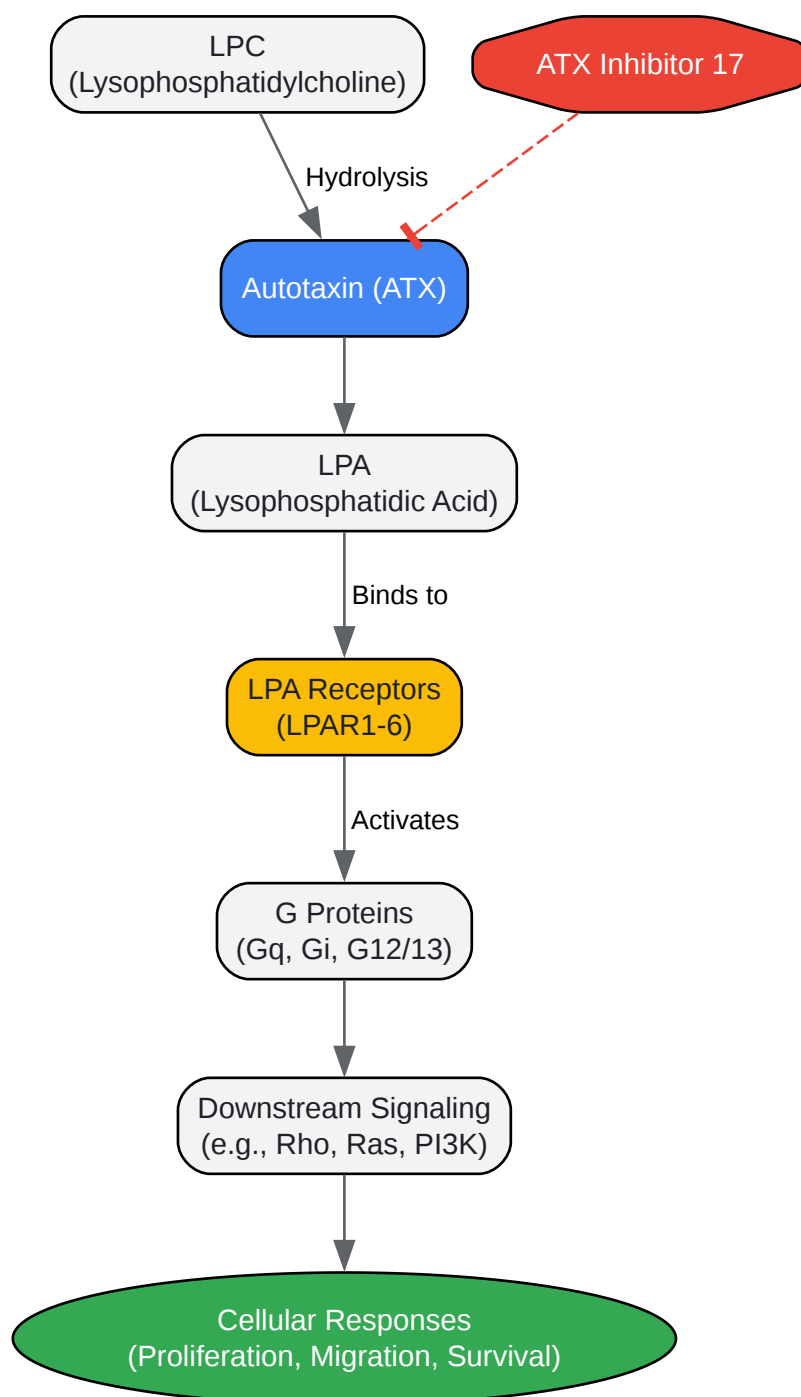 LPC
(Lysophosphatidylcholine)
ATX Inhibitor 17
Hydrolysis
Autotaxin (ATX)
LPA
(Lysophosphatidic Acid)
Binds to
LPA Receptors
(LPAR1-6)
Activates
G Proteins
(Gq, Gi, G12/13)
Downstream Signaling
(e.g., Rho, Ras, PI3K)
Cellular Responses
(Proliferation, Migration, Survival)